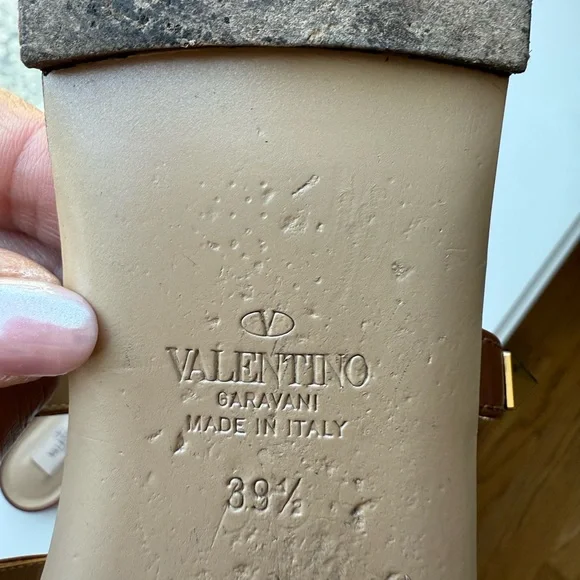 V
VALENTINO
GARAVANI
MADE IN ITALY
39½